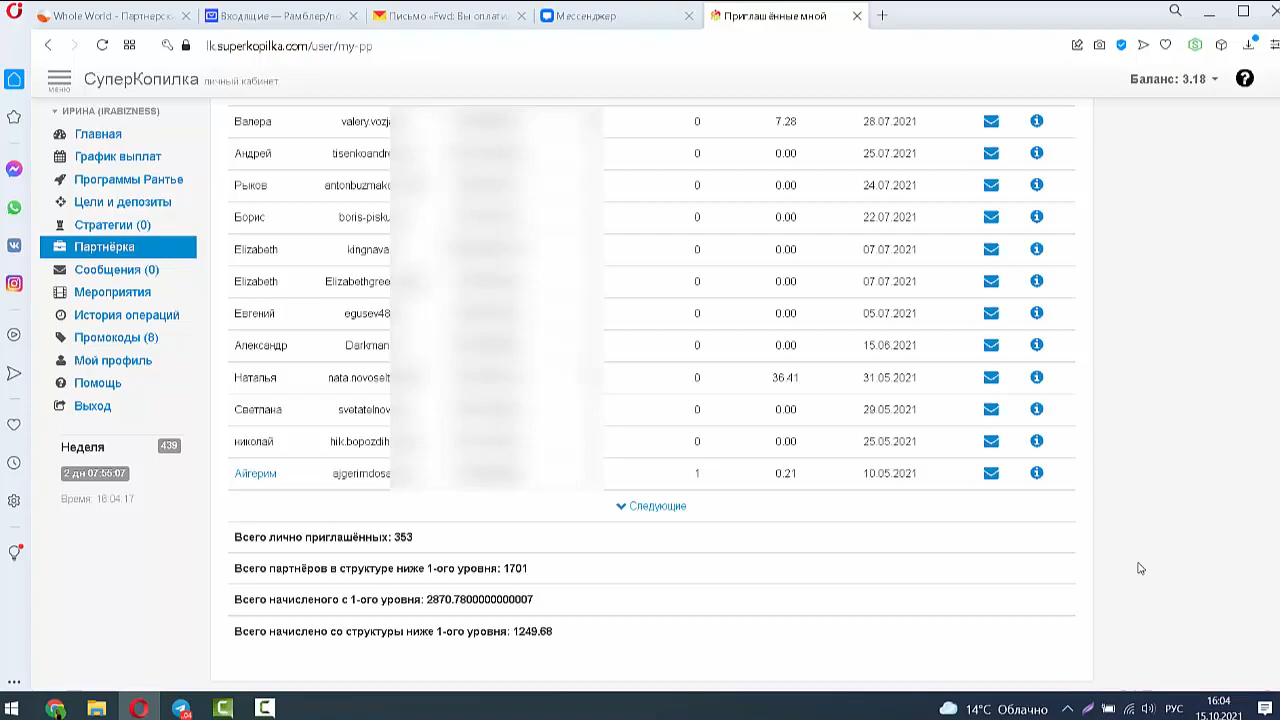 Whole World - Партнерск
Входящие — Рамблер/по
Письмо «Fwd: Вы оплати
Мессенджер
Приглашённые мной
lk.superkopilka.com/user/my-pp
МЕНЮ
СуперКопилка личный кабинет
Баланс: 3.18
ИРИНА (IRABIZNESS)
Главная
График выплат
Программы Рантье
Цели и депозиты
Стратегии (0)
Партнёрка
Сообщения (0)
Мероприятия
История операций
Промокоды (8)
Мой профиль
Помощь
Выход
Неделя 439
2 дн 07:55:07
Время: 16:04:17
Валера valery.vozj 0 7.28 28.07.2021
Андрей tisenkoandr 0 0.00 25.07.2021
Рыков antonbuzmak 0 0.00 24.07.2021
Борис boris-pisku 0 0.00 22.07.2021
Elizabeth kingnava 0 0.00 07.07.2021
Elizabeth Elizabethgree 0 0.00 07.07.2021
Евгений egusev48 0 0.00 05.07.2021
Александр Darkman 0 0.00 15.06.2021
Наталья nata.novoselt 0 36.41 31.05.2021
Светлана svetatelnov 0 0.00 29.05.2021
николай hik.bopozdih 0 0.00 25.05.2021
Айгерим ajgerimdosa 1 0.21 10.05.2021
Следующие
Всего лично приглашённых: 353
Всего партнёров в структуре ниже 1-ого уровня: 1701
Всего начисленого с 1-ого уровня: 2870.7800000000007
Всего начислено со структуры ниже 1-ого уровня: 1249.68
14°C Облачно
РУС
16:04
15.10.2021